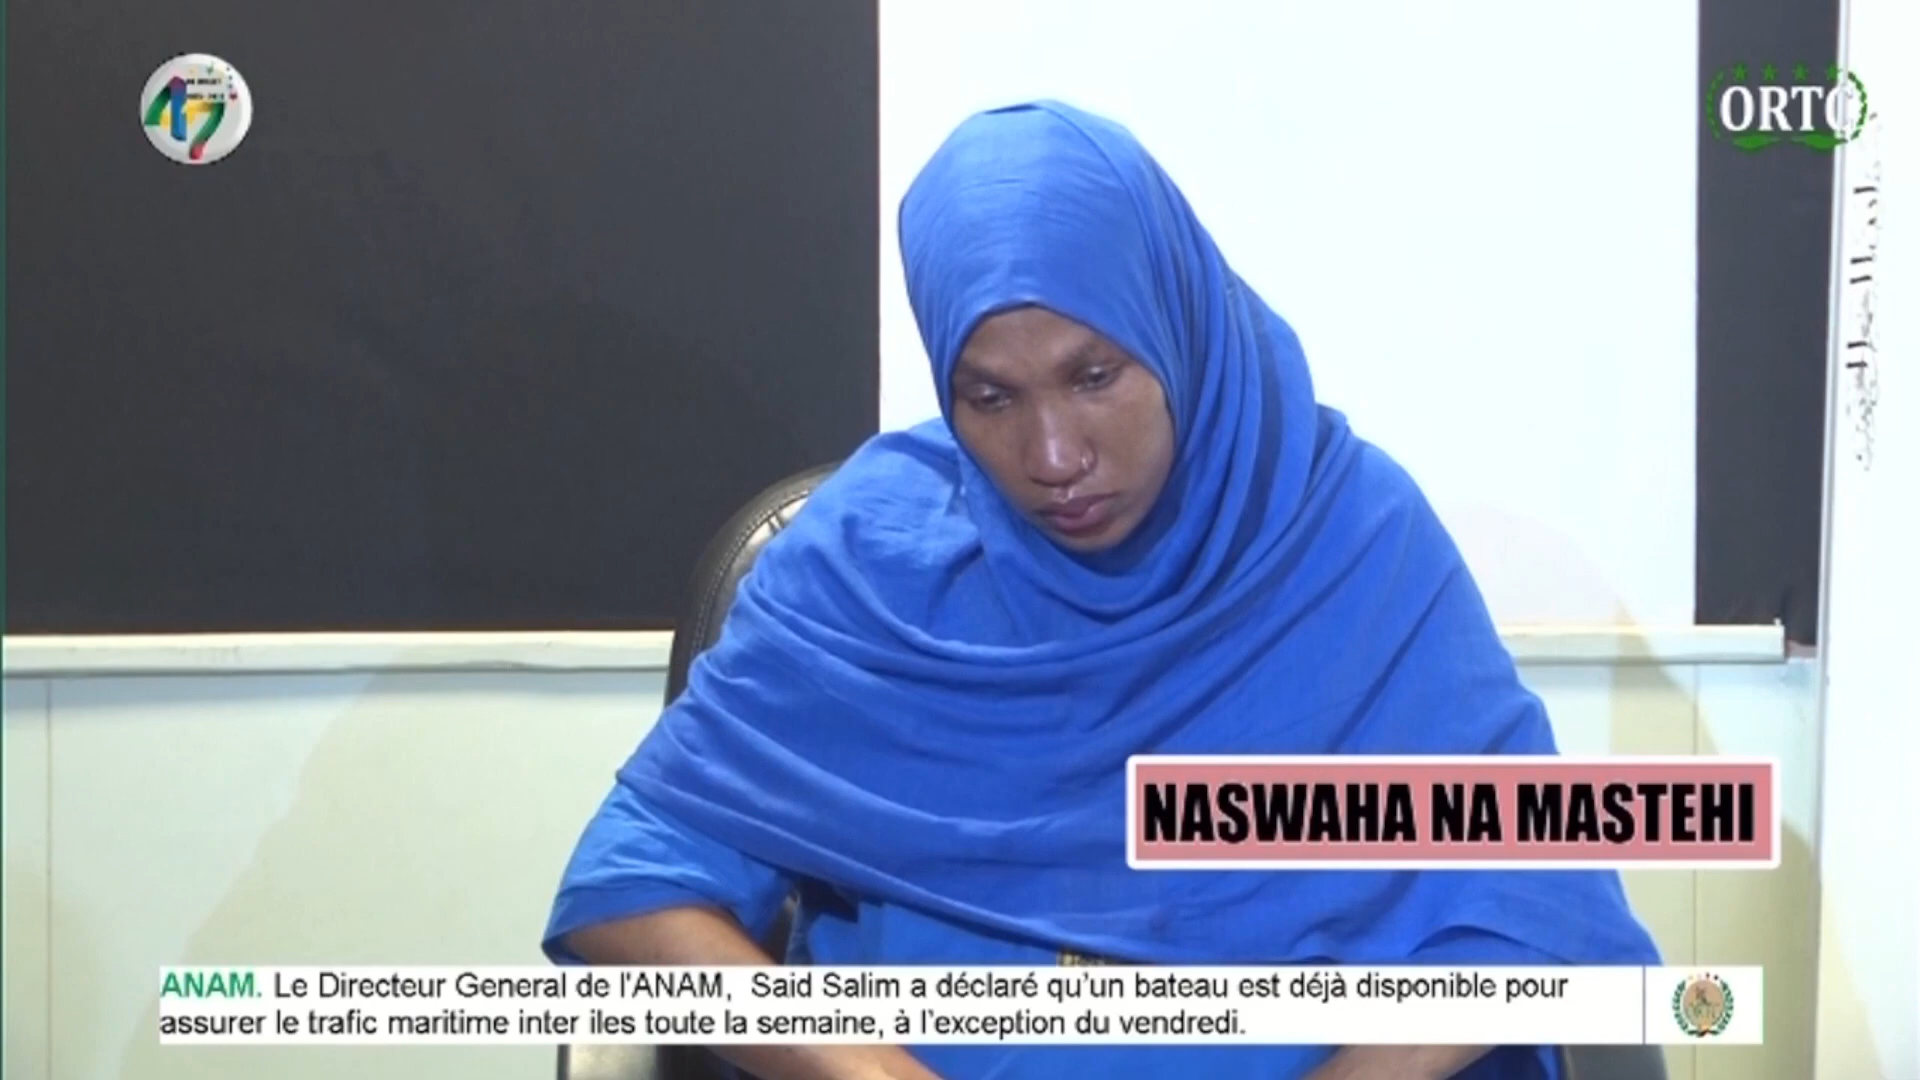 ORTC
NASWAHA NA MASTEHI
ANAM. Le Directeur General de l'ANAM, Said Salim a déclaré qu'un bateau est déjà disponible pour
assurer le trafic maritime inter iles toute la semaine, à l'exception du vendredi.